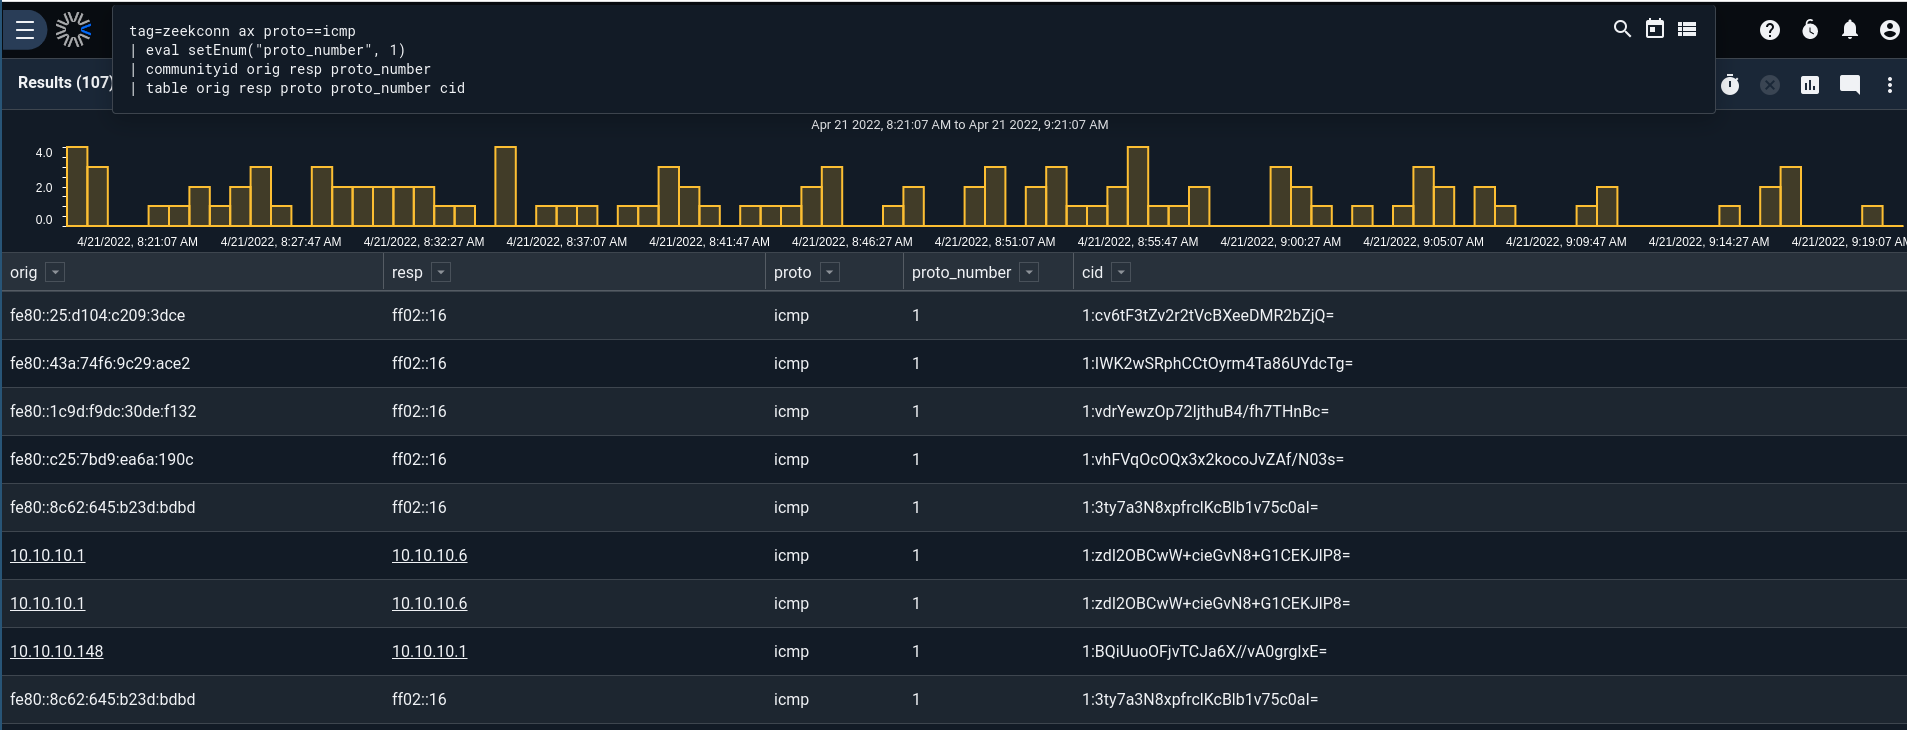 tag=zeekconn ax proto==icmp
| eval setEnum("proto_number", 1)
| communityid orig resp proto_number
| table orig resp proto proto_number cid
Results (107)
Apr 21 2022, 8:21:07 AM to Apr 21 2022, 9:21:07 AM
4.0
2.0
0.0
4/21/2022, 8:21:07 AM 4/21/2022, 8:27:47 AM 4/21/2022, 8:32:27 AM 4/21/2022, 8:37:07 AM 4/21/2022, 8:41:47 AM 4/21/2022, 8:46:27 AM 4/21/2022, 8:51:07 AM 4/21/2022, 8:55:47 AM 4/21/2022, 9:00:27 AM 4/21/2022, 9:05:07 AM 4/21/2022, 9:09:47 AM 4/21/2022, 9:14:27 AM 4/21/2022, 9:19:07 AM
orig resp proto proto_number cid
fe80::25:d104:c209:3dce ff02::16 icmp 1 1:cv6tF3tZv2r2tVcBXeeDMR2bZjQ=
fe80::43a:74f6:9c29:ace2 ff02::16 icmp 1 1:IWK2wSRphCCtOyrm4Ta86UYdcTg=
fe80::1c9d:f9dc:30de:f132 ff02::16 icmp 1 1:vdrYewzOp72ljthuB4/fh7THnBc=
fe80::c25:7bd9:ea6a:190c ff02::16 icmp 1 1:vhFVqOcOQx3x2kocoJvZAf/N03s=
fe80::8c62:645:b23d:bdbd ff02::16 icmp 1 1:3ty7a3N8xpfrclKcBlb1v75c0aI=
10.10.10.1 10.10.10.6 icmp 1 1:zdI2OBCwW+cieGvN8+G1CEKJlP8=
10.10.10.1 10.10.10.6 icmp 1 1:zdI2OBCwW+cieGvN8+G1CEKJlP8=
10.10.10.148 10.10.10.1 icmp 1 1:BQiUuoOFjvTCJa6X//vA0grglxE=
fe80::8c62:645:b23d:bdbd ff02::16 icmp 1 1:3ty7a3N8xpfrclKcBlb1v75c0aI=